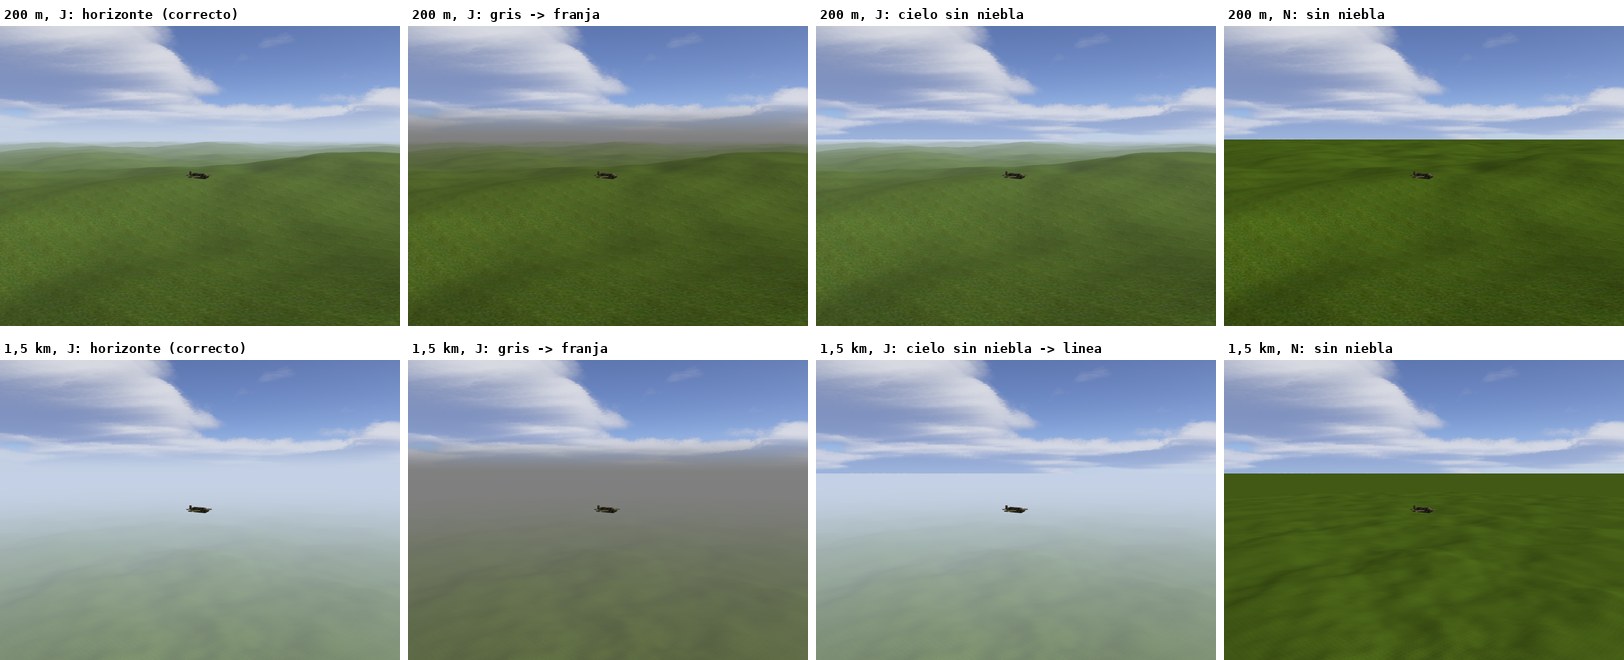 200 m, J: horizonte (correcto)
200 m, J: gris -> franja
200 m, J: cielo sin niebla
200 m, N: sin niebla
1,5 km, J: horizonte (correcto)
1,5 km, J: gris -> franja
1,5 km, J: cielo sin niebla -> linea
1,5 km, N: sin niebla